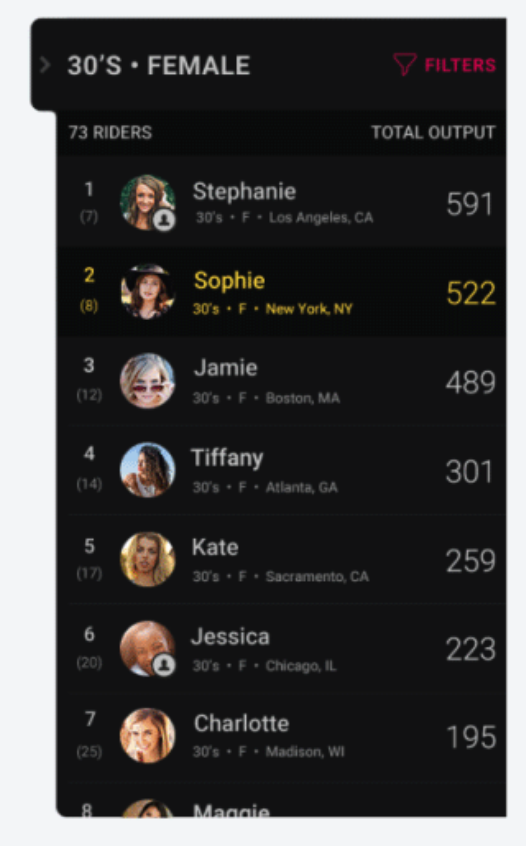 30'S • FEMALE FILTERS
73 RIDERS TOTAL OUTPUT
1 Stephanie 591
(7) 30's • F • Los Angeles, CA
2 Sophie 522
(8) 30's • F • New York, NY
3 Jamie 489
(12) 30's • F • Boston, MA
4 Tiffany 301
(14) 30's • F • Atlanta, GA
5 Kate 259
(17) 30's • F • Sacramento, CA
6 Jessica 223
(20) 30's • F • Chicago, IL
7 Charlotte 195
(25) 30's • F • Madison, WI
8 Maggie